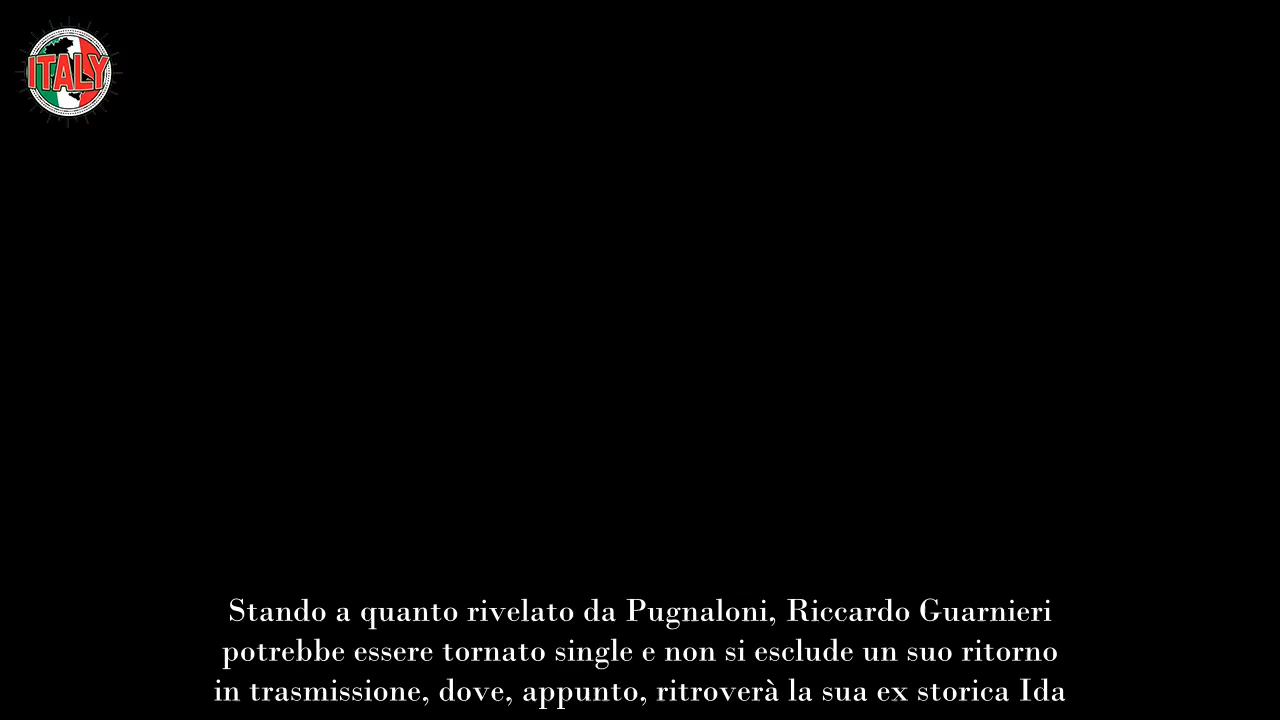 ITALY
Stando a quanto rivelato da Pugnaloni, Riccardo Guarnieri
potrebbe essere tornato single e non si esclude un suo ritorno
in trasmissione, dove, appunto, ritroverà la sua ex storica Ida